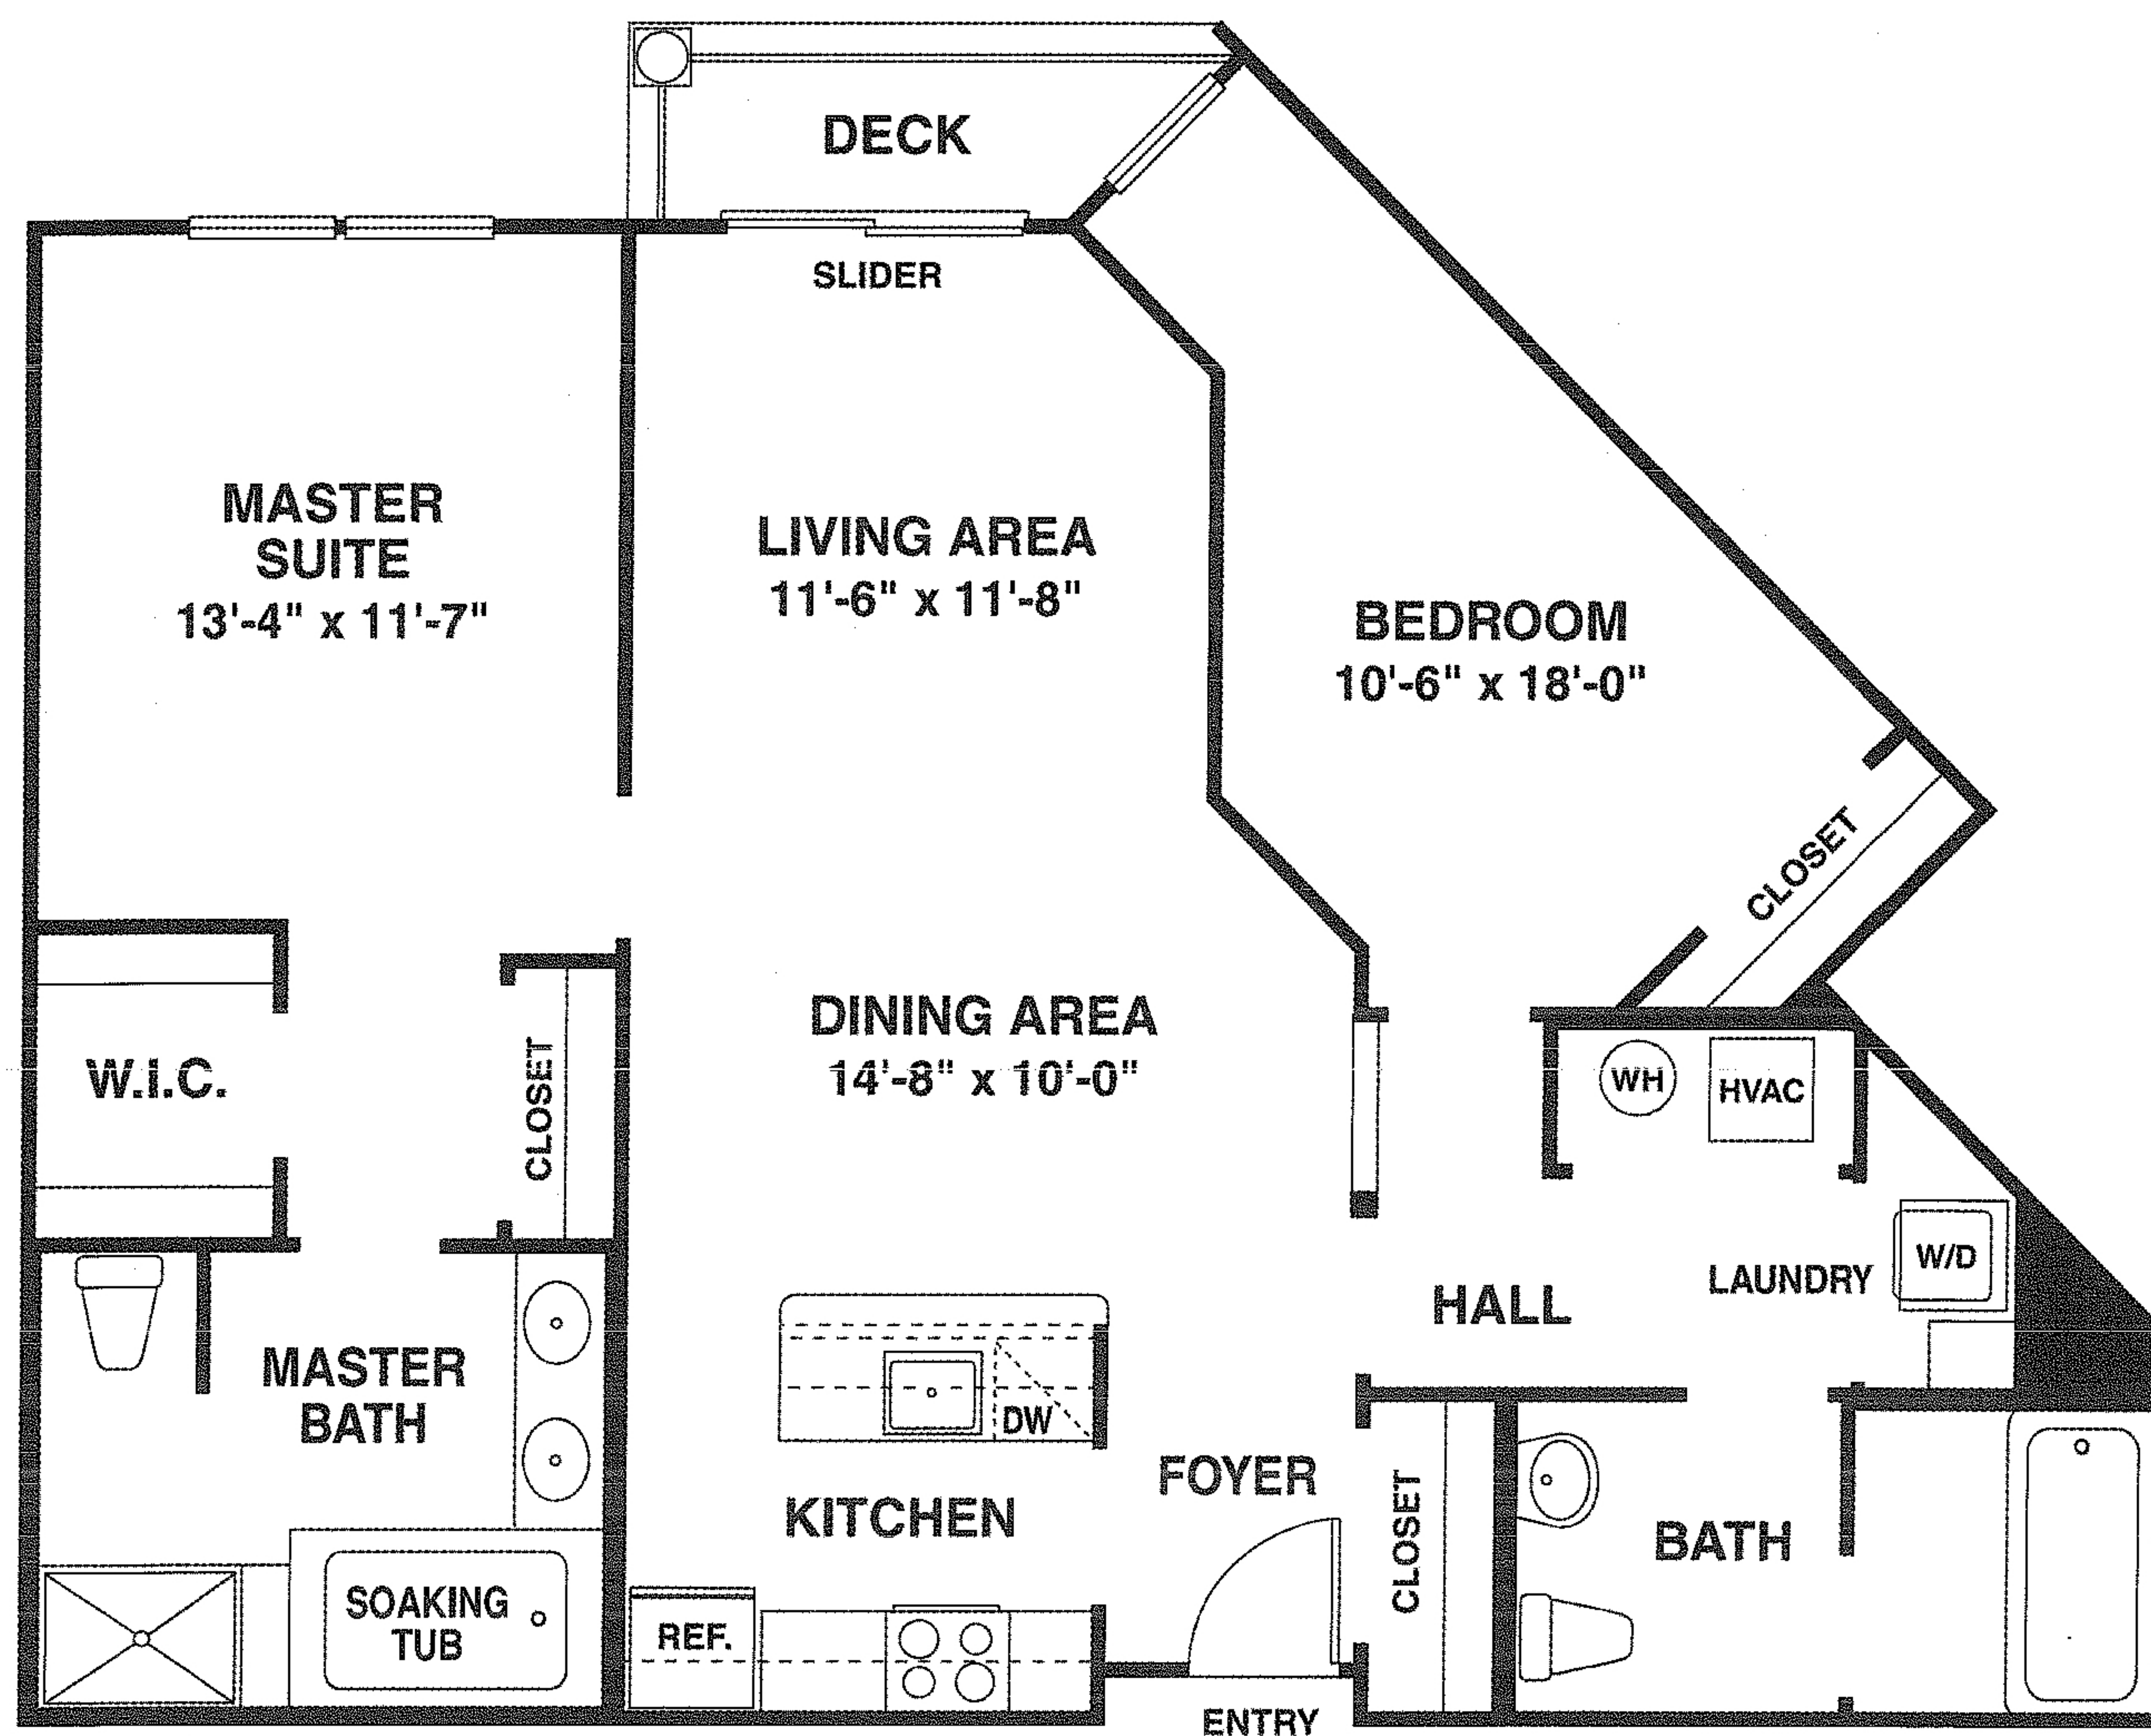 DECK
SLIDER
MASTER
SUITE
13'-4" x 11'-7"
LIVING AREA
11'-6" x 11'-8"
BEDROOM
10'-6" x 18'-0"
CLOSET
DINING AREA
14'-8" x 10'-0"
W.I.C.
CLOSET
WH
HVAC
W/D
LAUNDRY
HALL
MASTER
BATH
DW
FOYER
KITCHEN
CLOSET
BATH
SOAKING
TUB
REF.
ENTRY